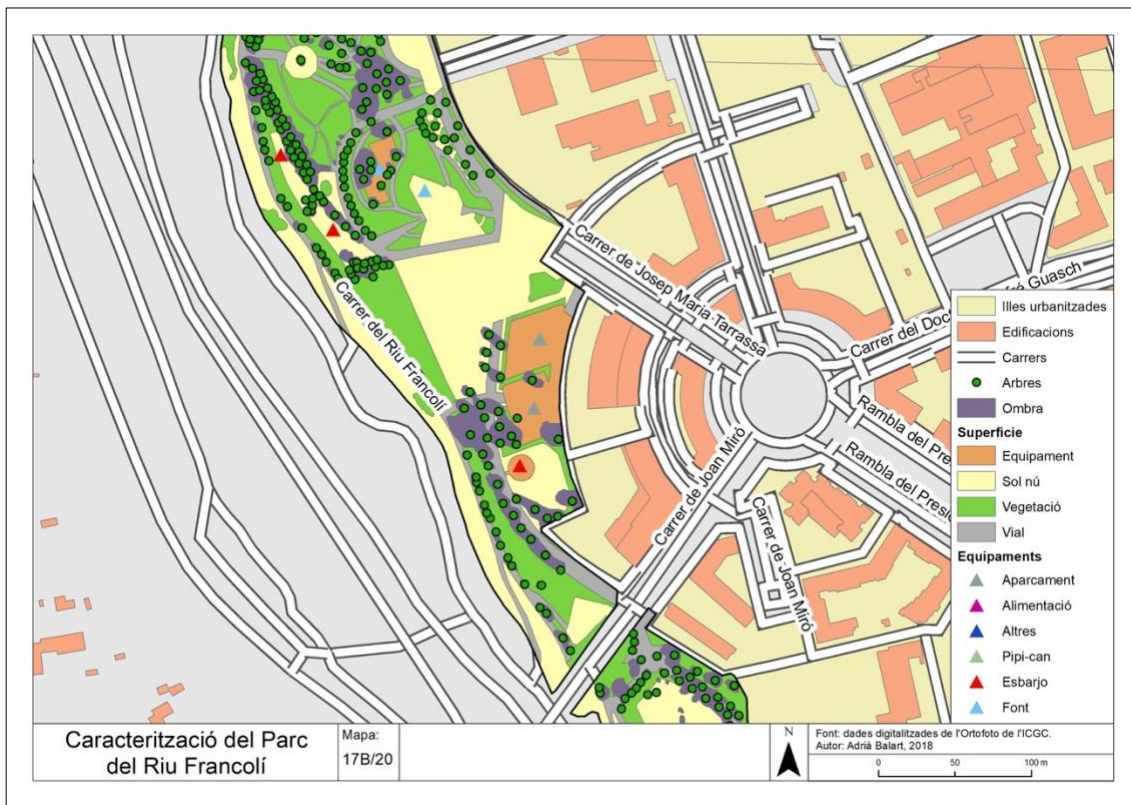 Carrer de Josep Maria Tarrassa
Carrer del Riu Francolí
Carrer del Doc
ré Guasch
Rambla del Pre
Rambla del Presid
Carrer de Joan Miró
Carrer de Joan Miró
Illes urbanitzades
Edificacions
Carrers
Arbres
Ombra
Superfície
Equipament
Sol nú
Vegetació
Vial
Equipaments
Aparcament
Alimentació
Altres
Pipi-can
Esbarjo
Font
Caracterització del Parc
del Riu Francolí
Mapa:
17B/20
N
Font: dades digitalitzades de l'Ortofoto de l'ICGC.
Autor: Adrià Balart, 2018
0 50 100 m